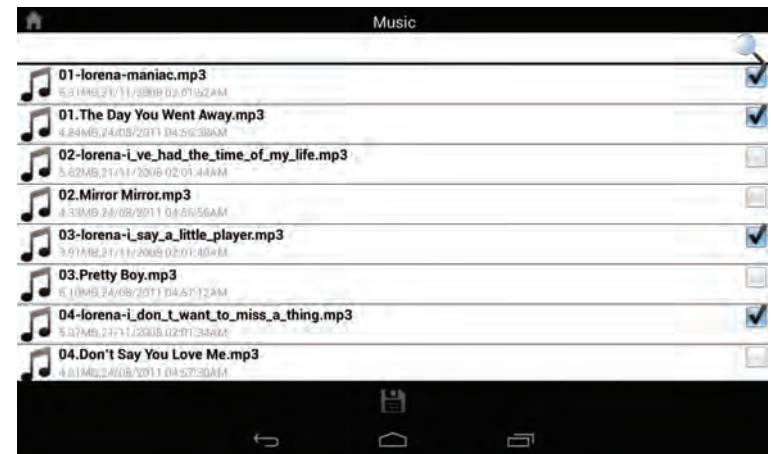 Music
01-lorena-maniac.mp3
5.31MB,21/11/2008 02:01:52AM
01.The Day You Went Away.mp3
4.84MB,24/08/2011 04:56:38AM
02-lorena-i_ve_had_the_time_of_my_life.mp3
5.62MB,21/11/2008 02:01:44AM
02.Mirror Mirror.mp3
4.33MB,24/08/2011 04:56:56AM
03-lorena-i_say_a_little_player.mp3
3.91MB,21/11/2008 02:01:40AM
03.Pretty Boy.mp3
6.10MB,24/08/2011 04:57:12AM
04-lorena-i_don_t_want_to_miss_a_thing.mp3
5.07MB,21/11/2008 02:01:34AM
04.Don't Say You Love Me.mp3
4.61MB,24/08/2011 04:57:30AM